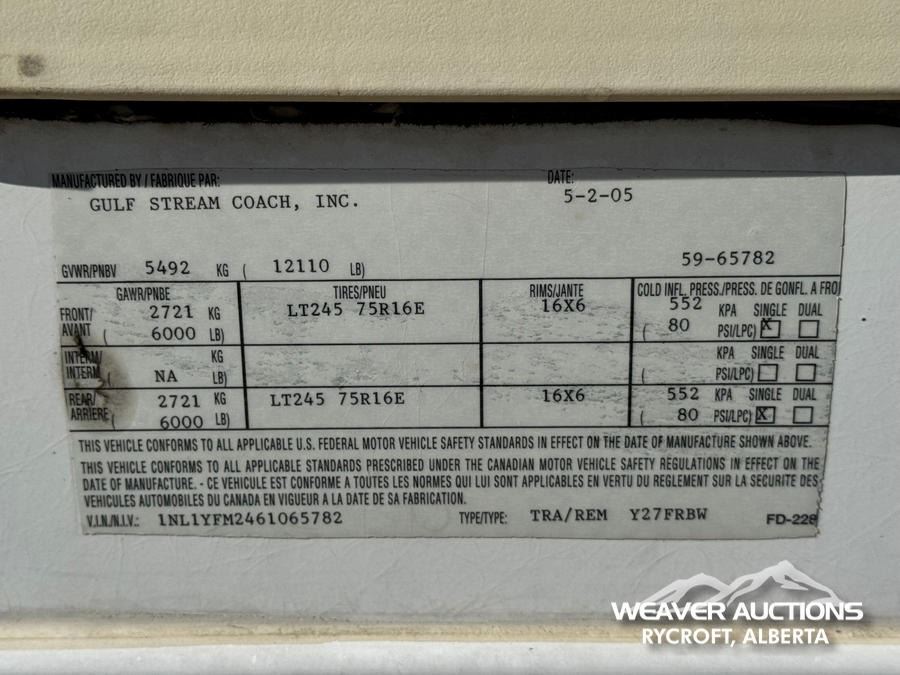 MANUFACTURED BY / FABRIQUE PAR: DATE:
GULF STREAM COACH, INC. 5-2-05
59-65782
GVWR/PNBV 5492 KG ( 12110 LB)
GAWR/PNBE TIRES/PNEU RIMS/JANTE COLD INFL. PRESS./PRESS. DE GONFL. A FRO
FRONT/ 2721 KG LT245 75R16E 16X6 552 KPA SINGLE DUAL
AVANT ( 6000 LB) ( 80 PSI/LPC) X
INTERM/ KG KPA SINGLE DUAL
INTERM ( NA LB) ( PSI/LPC)
REAR/ 2721 KG LT245 75R16E 16X6 552 KPA SINGLE DUAL
ARRIERE ( 6000 LB) ( 80 PSI/LPC) X
THIS VEHICLE CONFORMS TO ALL APPLICABLE U.S. FEDERAL MOTOR VEHICLE SAFETY STANDARDS IN EFFECT ON THE DATE OF MANUFACTURE SHOWN ABOVE.
THIS VEHICLE CONFORMS TO ALL APPLICABLE STANDARDS PRESCRIBED UNDER THE CANADIAN MOTOR VEHICLE SAFETY REGULATIONS IN EFFECT ON THE
DATE OF MANUFACTURE. - CE VEHICULE EST CONFORME A TOUTES LES NORMES QUI LUI SONT APPLICABLES EN VERTU DU REGLEMENT SUR LA SECURITE DES
VEHICULES AUTOMOBILES DU CANADA EN VIGUEUR A LA DATE DE SA FABRICATION.
V.I.N./N.I.V.: 1NL1YFM2461065782 TYPE/TYPE: TRA/REM Y27FRBW FD-228
WEAVER AUCTIONS
RYCROFT, ALBERTA